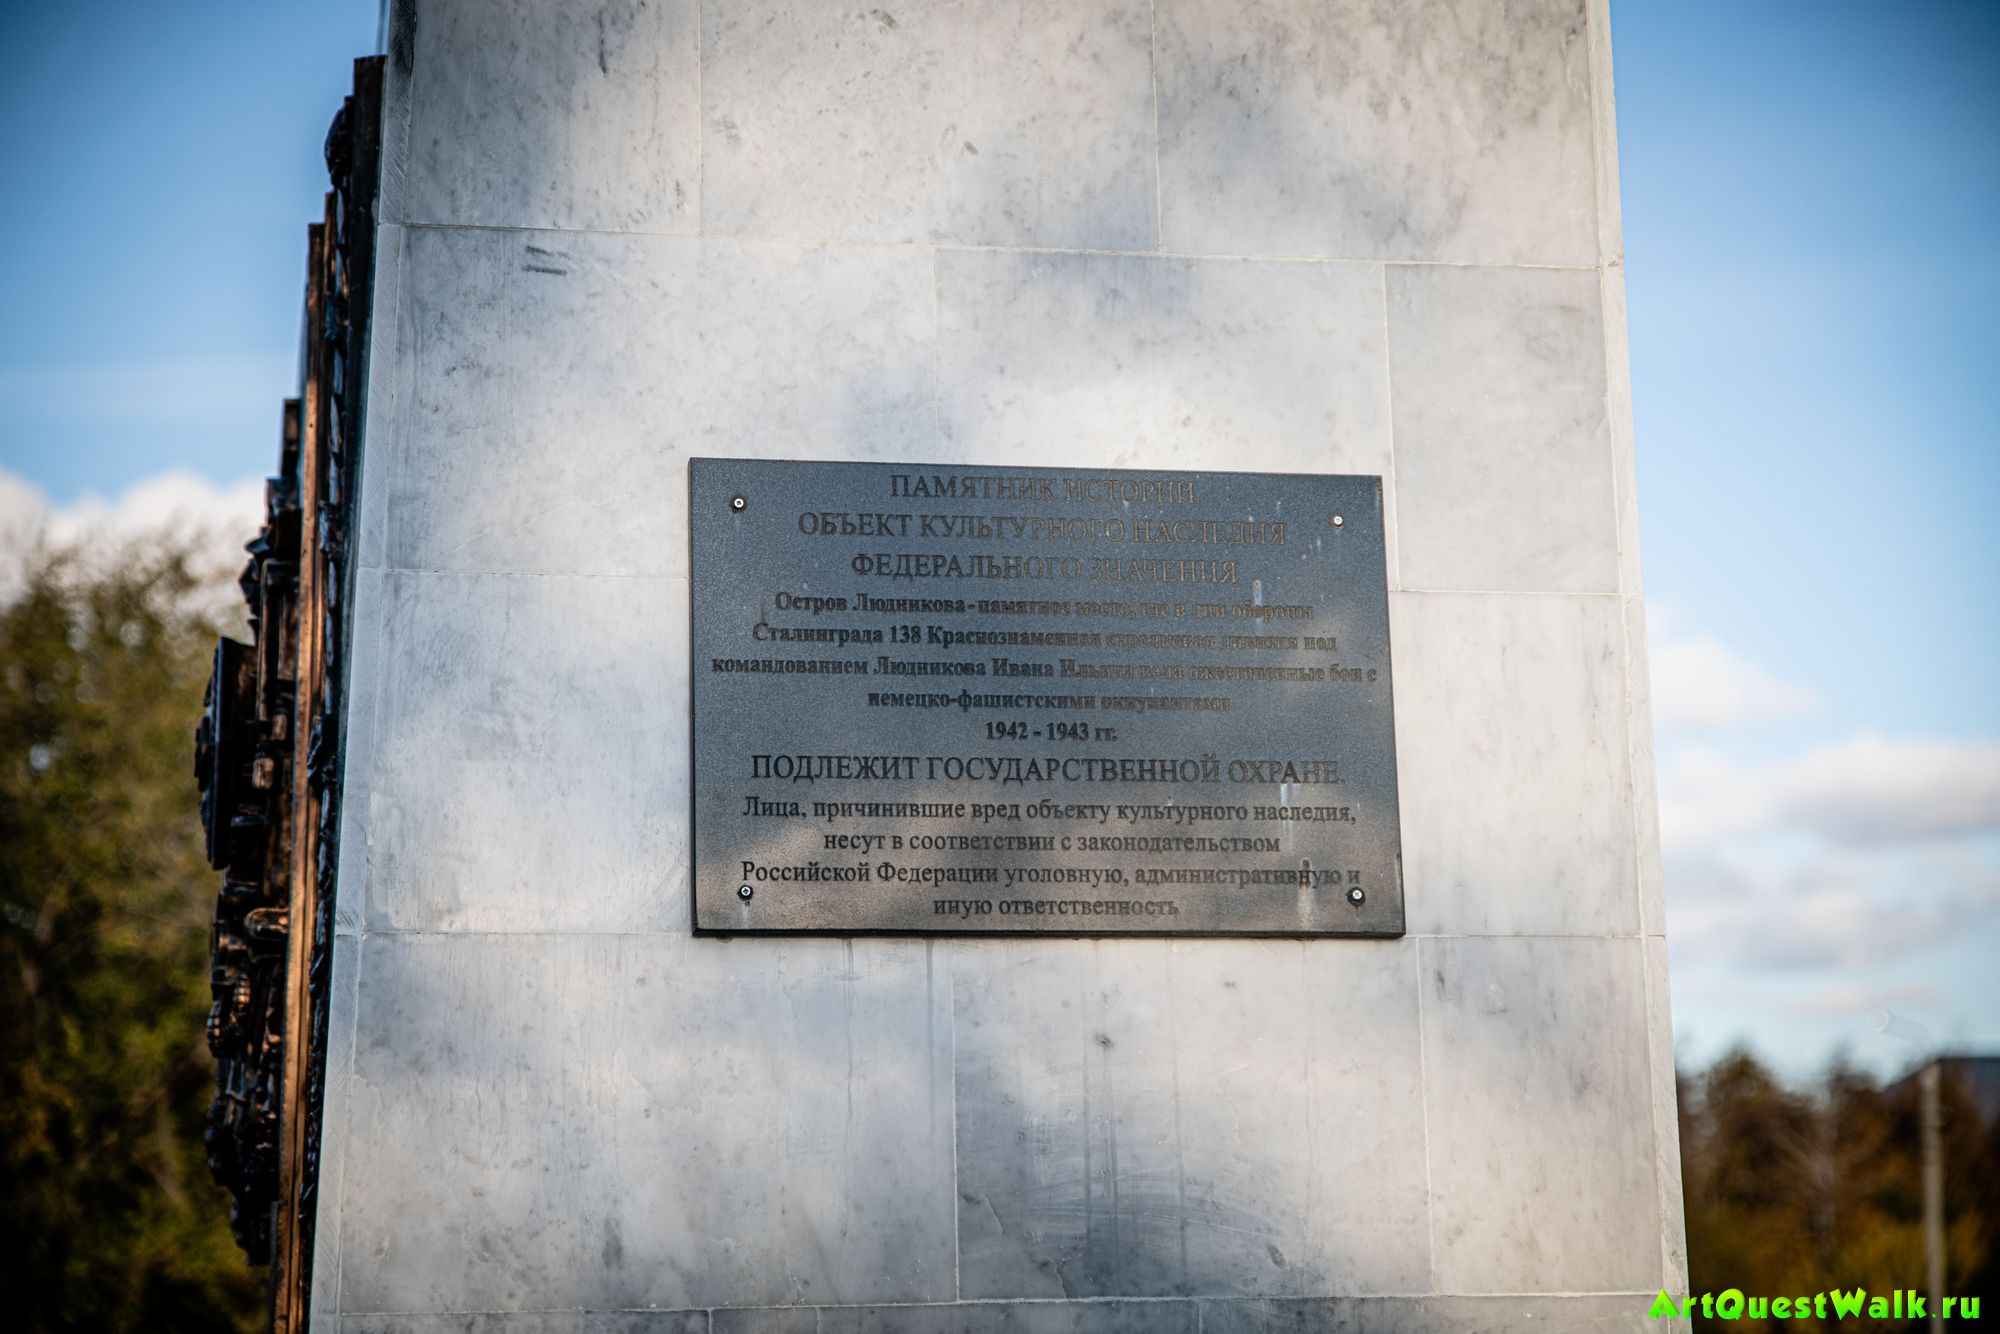 ПАМЯТНИК ИСТОРИИ
ОБЪЕКТ КУЛЬТУРНОГО НАСЛЕДИЯ
ФЕДЕРАЛЬНОГО ЗНАЧЕНИЯ
Остров Людникова-памятное место, где в дни обороны
Сталинграда 138 Краснознаменная стрелковая дивизия под
командованием Людникова Ивана Ильича вела ожесточенные бои с
немецко-фашистскими оккупантами
1942 - 1943 гг.
ПОДЛЕЖИТ ГОСУДАРСТВЕННОЙ ОХРАНЕ.
Лица, причинившие вред объекту культурного наследия,
несут в соответствии с законодательством
Российской Федерации уголовную, административную и
иную ответственность
ArtQuestWalk.ru